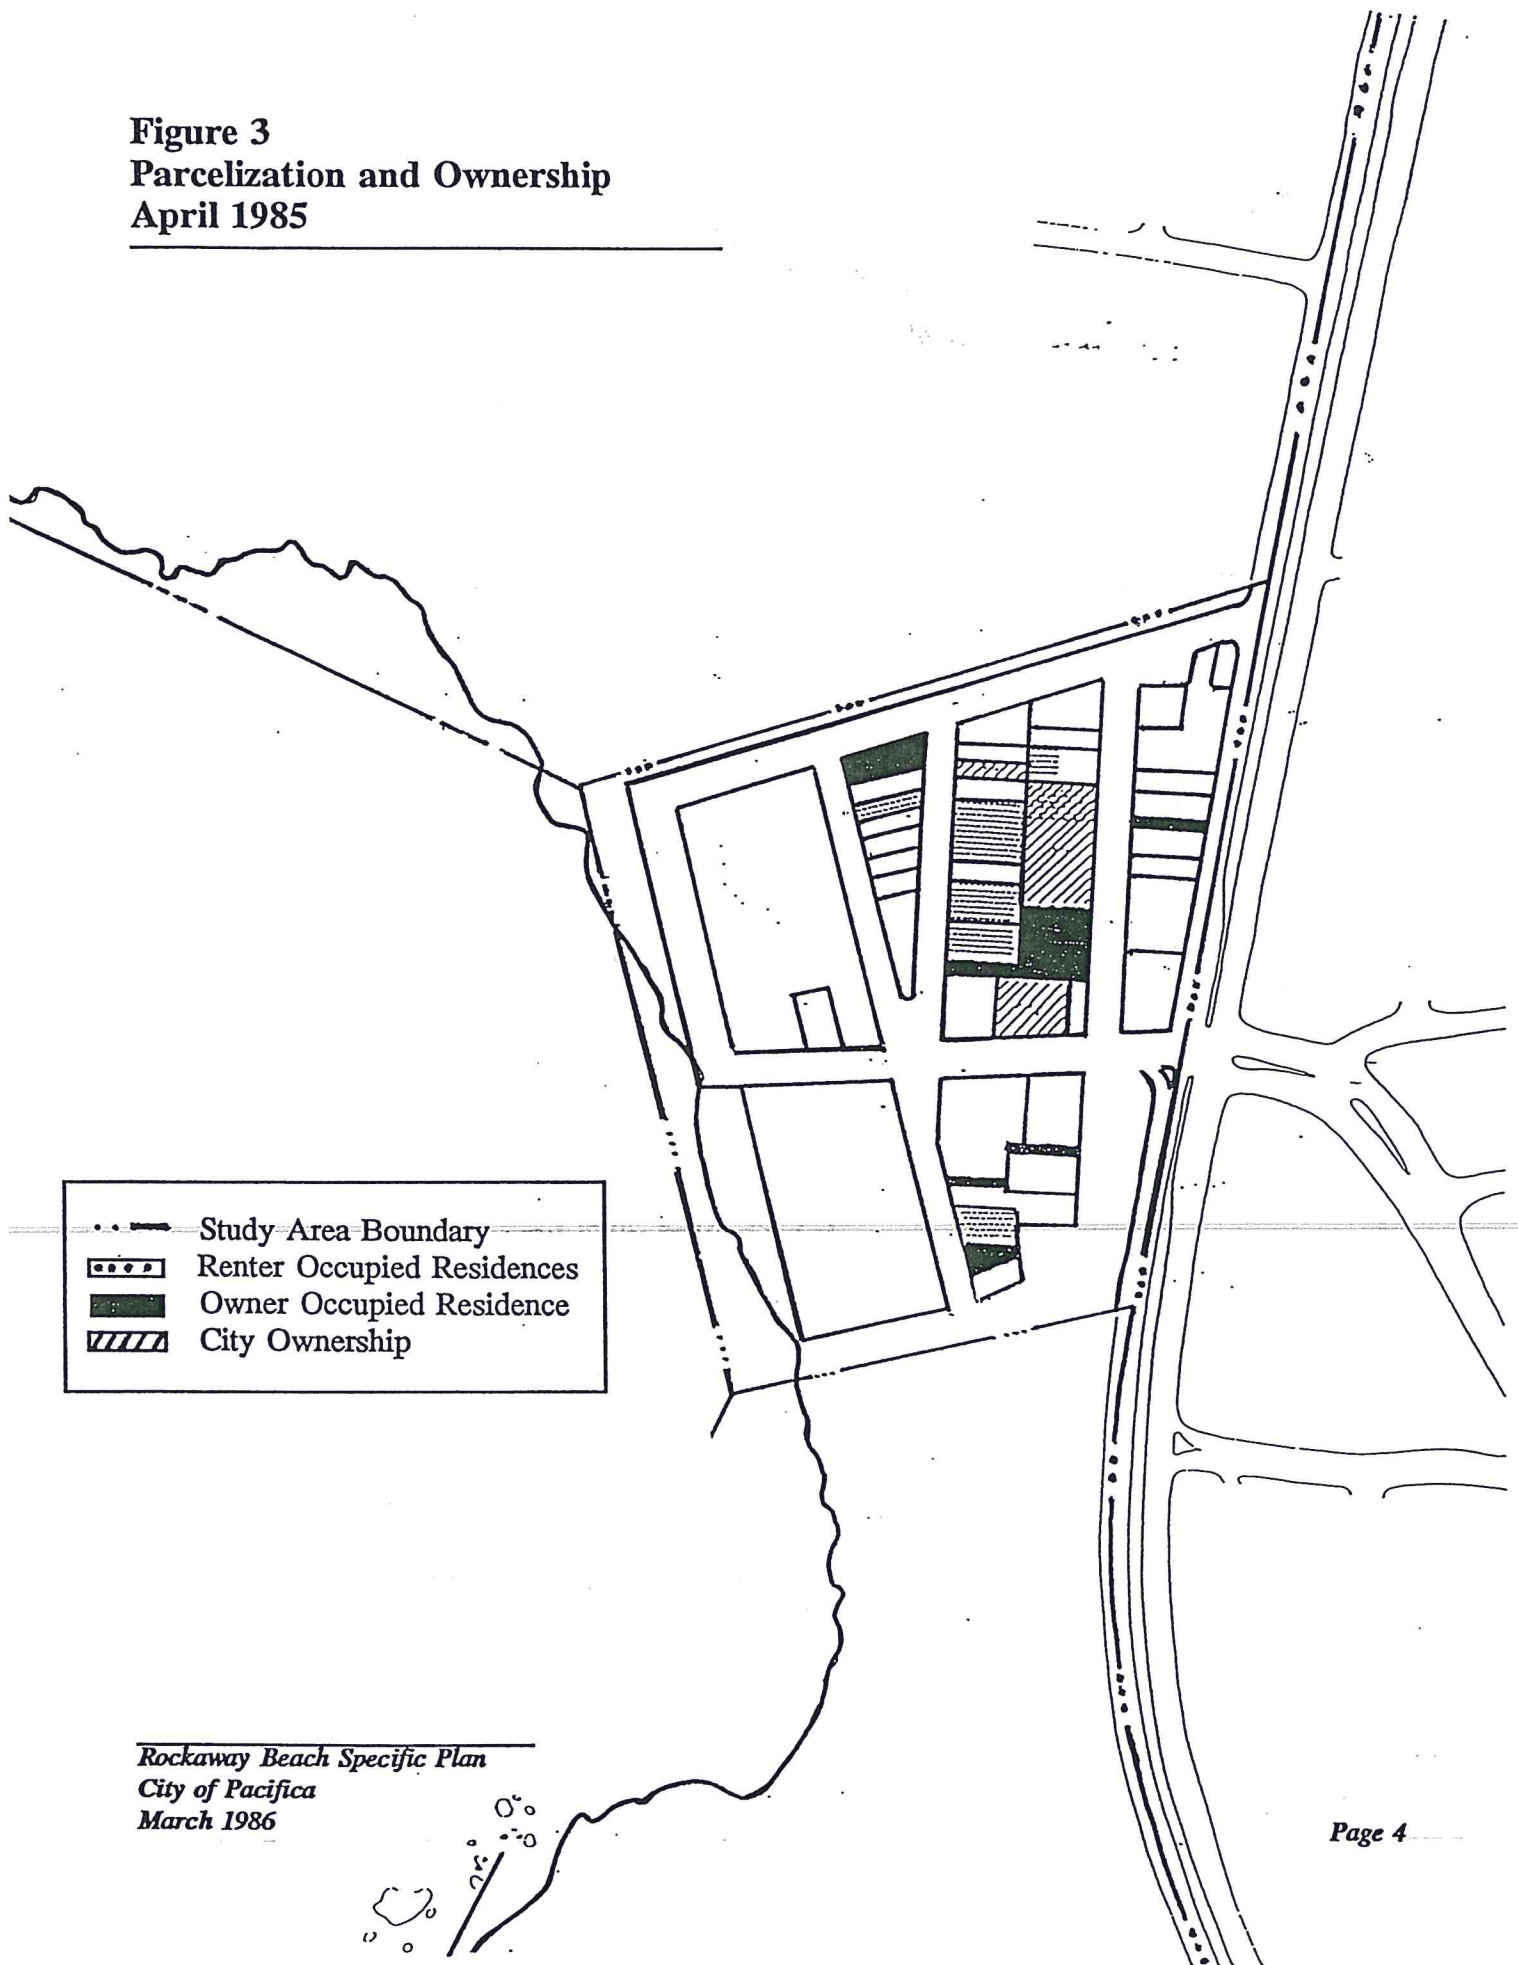 Figure 3
Parcelization and Ownership
April 1985
Study Area Boundary
Renter Occupied Residences
Owner Occupied Residence
City Ownership
Rockaway Beach Specific Plan
City of Pacifica
March 1986
Page 4